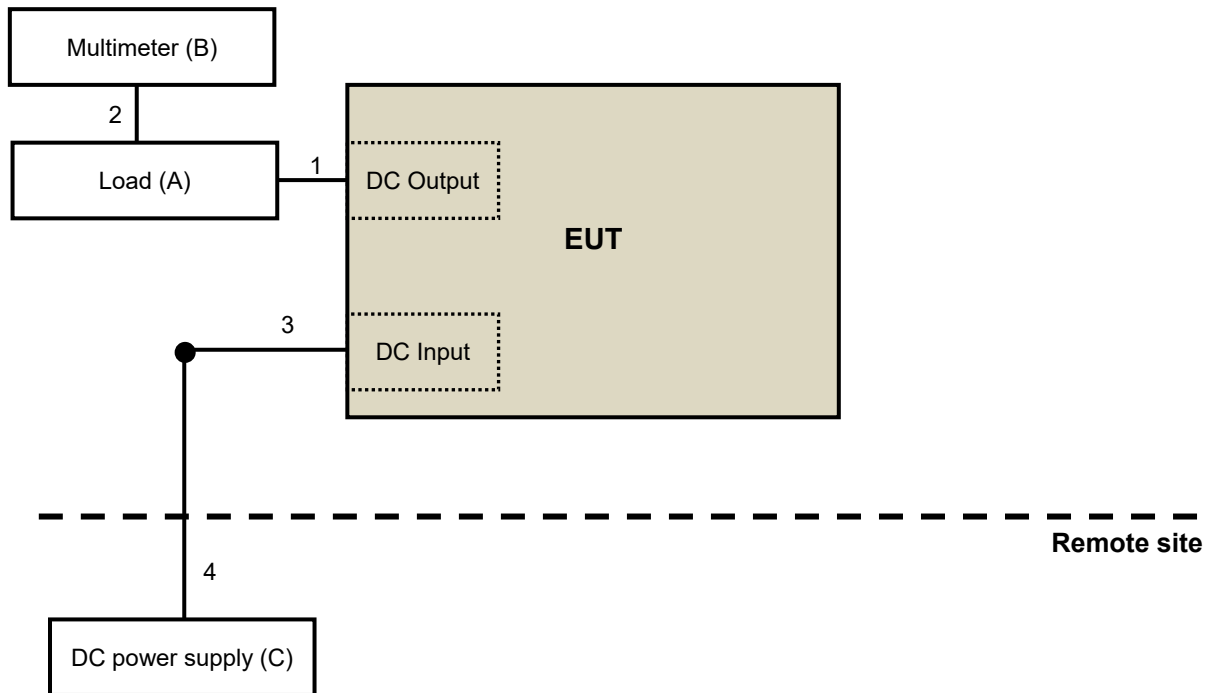 Multimeter (B)
2
Load (A)
1
DC Output
EUT
3
DC Input
Remote site
4
DC power supply (C)